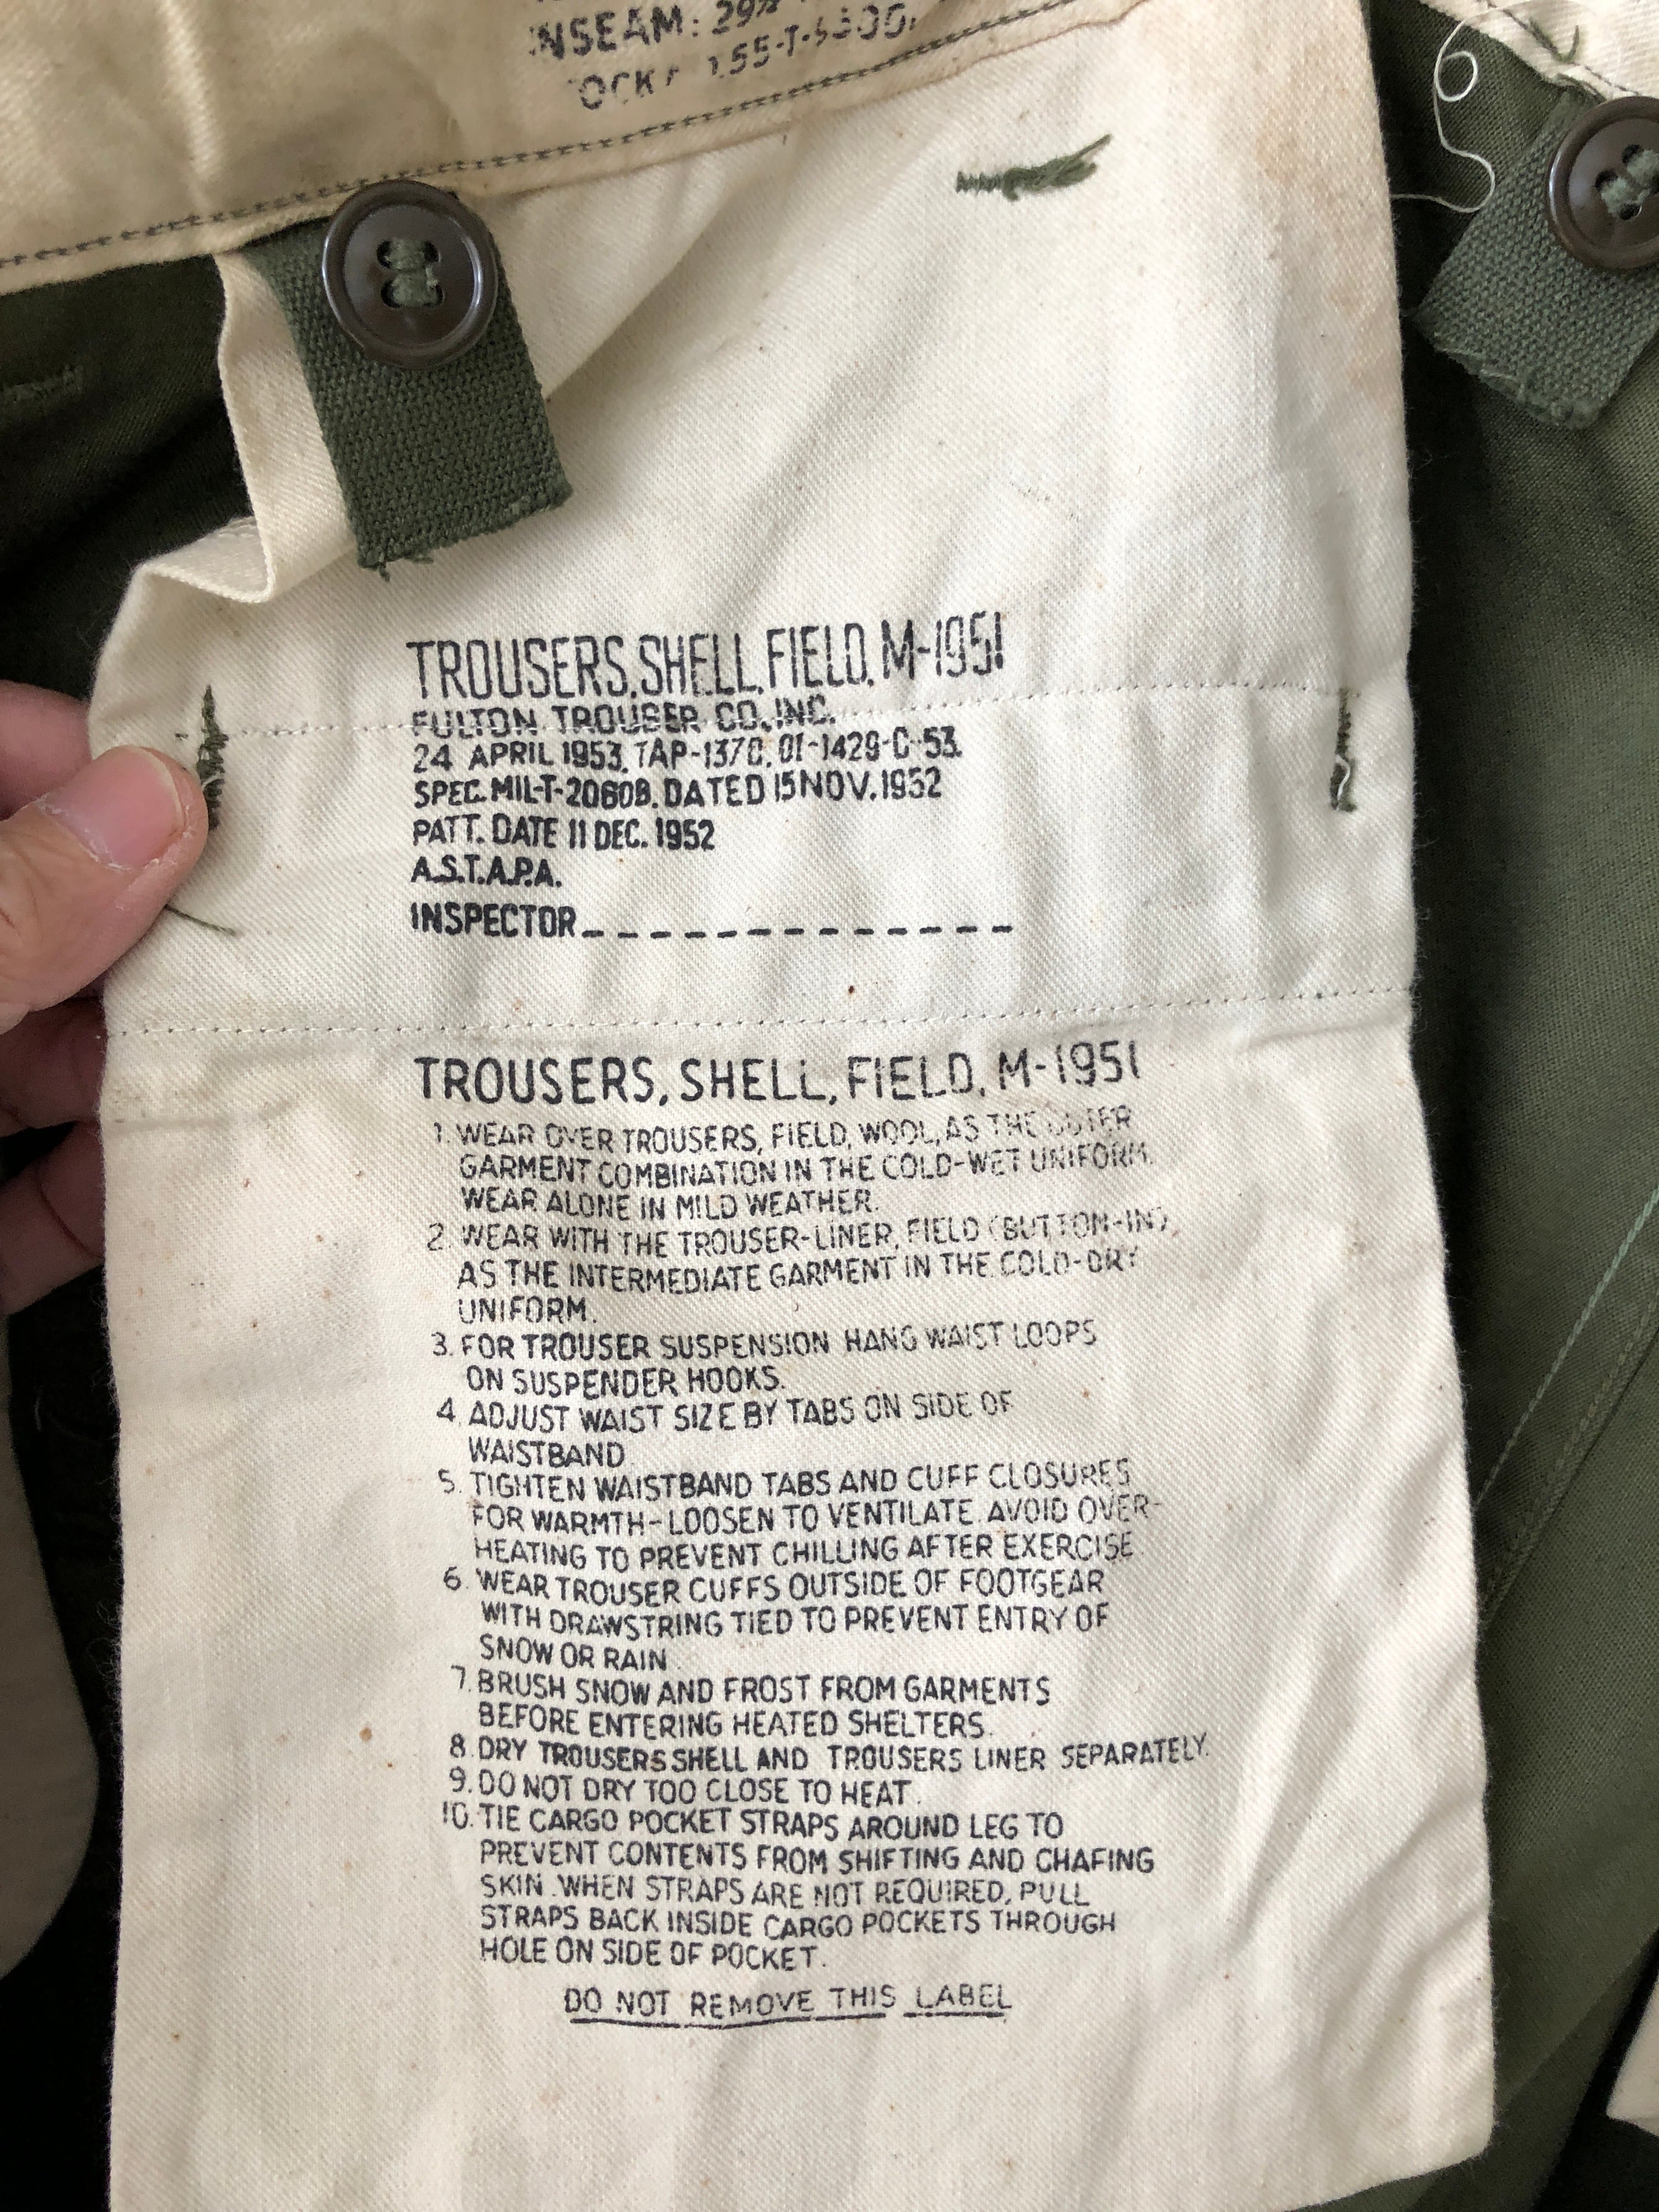 INSEAM: 29½
TROUSERS, SHELL, FIELD, M-1951
FULTON TROUSER CO., INC.
24 APRIL 1953, TAP-1370, OI-1429-C-53.
SPEC. MIL-T-2060B, DATED 15 NOV. 1952
PATT. DATE 11 DEC. 1952
A.S.T.A.P.A.
INSPECTOR_ _ _ _ _ _ _ _ _ _ _ _ _
TROUSERS, SHELL, FIELD, M-1951
1. WEAR OVER TROUSERS, FIELD, WOOL, AS THE OUTER
GARMENT COMBINATION IN THE COLD-WET UNIFORM.
WEAR ALONE IN MILD WEATHER.
2. WEAR WITH THE TROUSER-LINER, FIELD (BUTTOM-IN),
AS THE INTERMEDIATE GARMENT IN THE COLD-DRY
UNIFORM.
3. FOR TROUSER SUSPENSION HANG WAIST LOOPS
ON SUSPENDER HOOKS.
4. ADJUST WAIST SIZE BY TABS ON SIDE OF
WAISTBAND
5. TIGHTEN WAISTBAND TABS AND CUFF CLOSURES
FOR WARMTH-LOOSEN TO VENTILATE. AVOID OVER-
HEATING TO PREVENT CHILLING AFTER EXERCISE
6. WEAR TROUSER CUFFS OUTSIDE OF FOOTGEAR
WITH DRAWSTRING TIED TO PREVENT ENTRY OF
SNOW OR RAIN
7. BRUSH SNOW AND FROST FROM GARMENTS
BEFORE ENTERING HEATED SHELTERS.
8. DRY TROUSERS SHELL AND TROUSERS LINER SEPARATELY.
9. DO NOT DRY TOO CLOSE TO HEAT.
10. TIE CARGO POCKET STRAPS AROUND LEG TO
PREVENT CONTENTS FROM SHIFTING AND CHAFING
SKIN. WHEN STRAPS ARE NOT REQUIRED, PULL
STRAPS BACK INSIDE CARGO POCKETS THROUGH
HOLE ON SIDE OF POCKET.
DO NOT REMOVE THIS LABEL